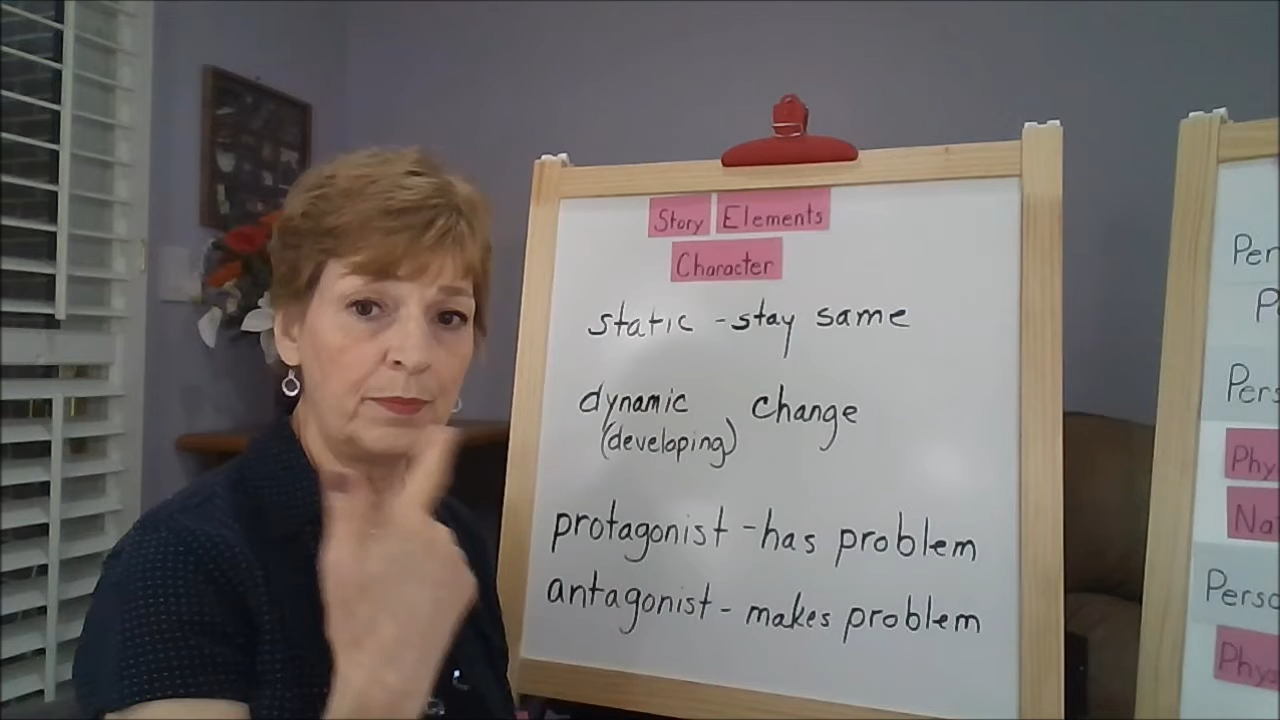 Story Elements
Character
static - stay same
dynamic change
(developing)
protagonist - has problem
antagonist - makes problem